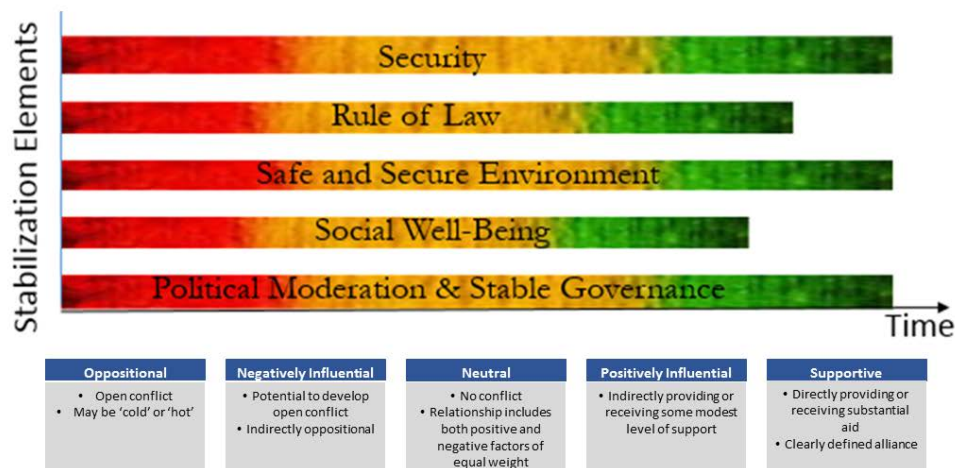 Stabilization Elements
Security
Rule of Law
Safe and Secure Environment
Social Well-Being
Political Moderation & Stable Governance
Time
Oppositional
• Open conflict
• May be ‘cold’ or ‘hot’
Negatively Influential
• Potential to develop
open conflict
• Indirectly oppositional
Neutral
• No conflict
• Relationship includes
both positive and
negative factors of
equal weight
Positively Influential
• Indirectly providing or
receiving some modest
level of support
Supportive
• Directly providing or
receiving substantial
aid
• Clearly defined alliance